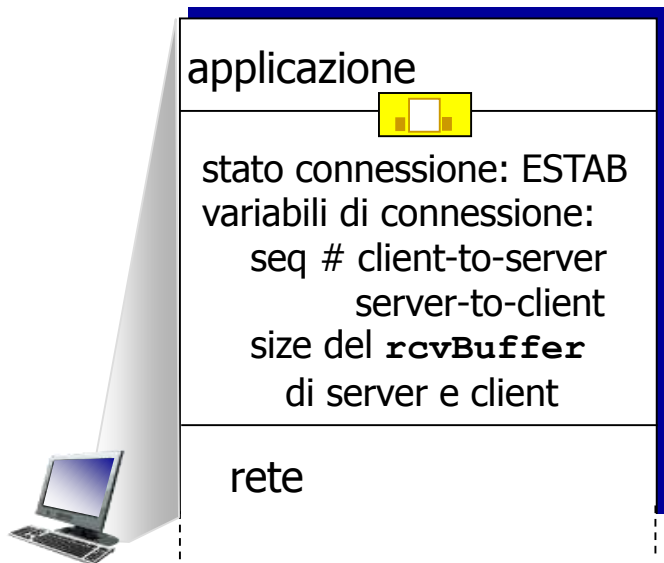 applicazione
stato connessione: ESTAB
variabili di connessione:
seq # client-to-server
server-to-client
size del rcvBuffer
di server e client
rete